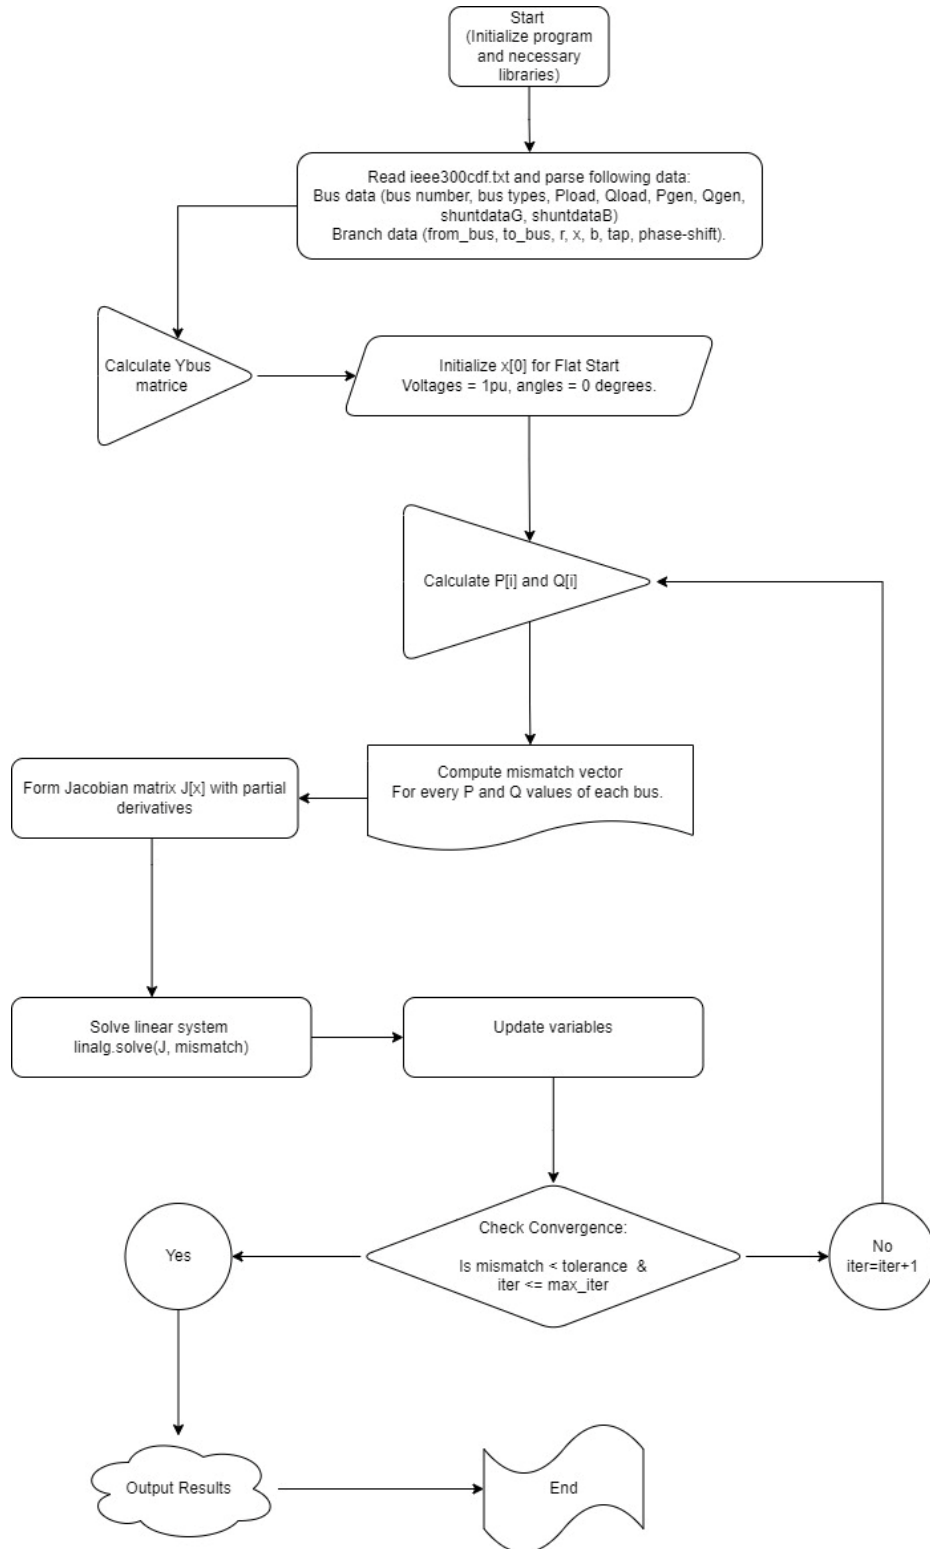 Start
(Initialize program
and necessary
libraries)
Read ieee300cdf.txt and parse following data:
Bus data (bus number, bus types, Pload, Qload, Pgen, Qgen,
shuntdataG, shuntdataB)
Branch data (from_bus, to_bus, r, x, b, tap, phase-shift).
Calculate Ybus
matrice
Initialize x[0] for Flat Start
Voltages = 1pu, angles = 0 degrees.
Calculate P[i] and Q[i]
Compute mismatch vector
For every P and Q values of each bus.
Form Jacobian matrix J[x] with partial
derivatives
Solve linear system
linalg.solve(J, mismatch)
Update variables
Check Convergence:
Is mismatch < tolerance & 
iter <= max_iter
Yes
No
iter=iter+1
Output Results
End